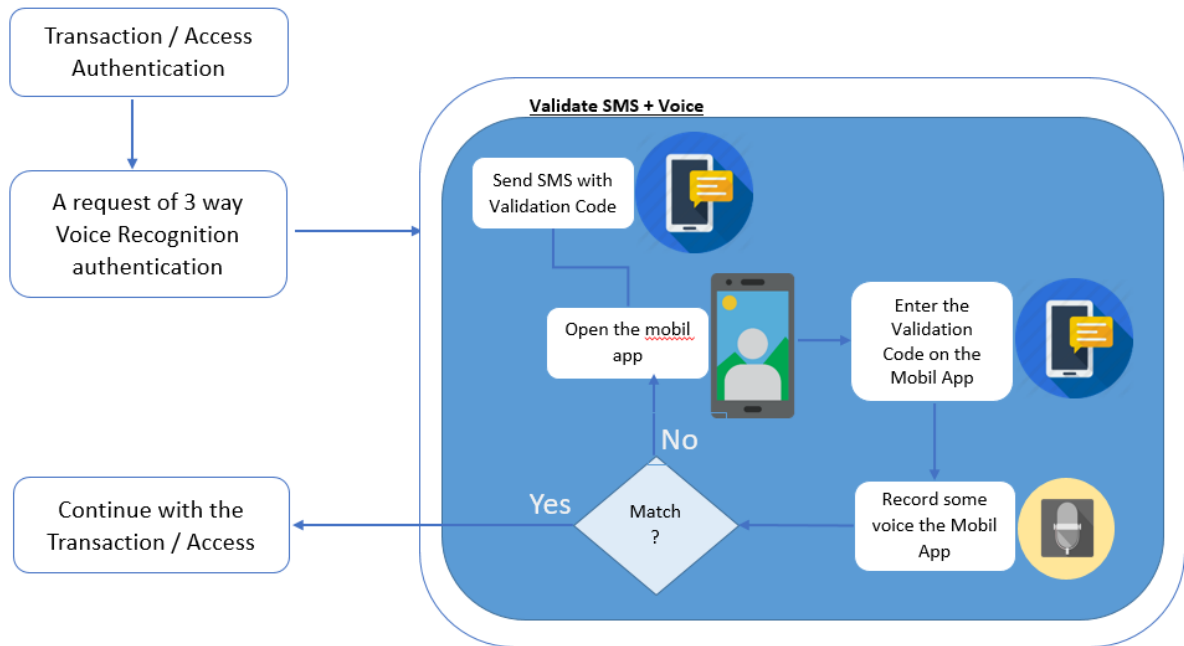 Transaction / Access
Authentication
A request of 3 way
Voice Recognition
authentication
Validate SMS + Voice
Send SMS with
Validation Code
Open the mobil
app
Enter the
Validation
Code on the
Mobil App
Record some
voice the Mobil
App
Match
?
No
Yes
Continue with the
Transaction / Access